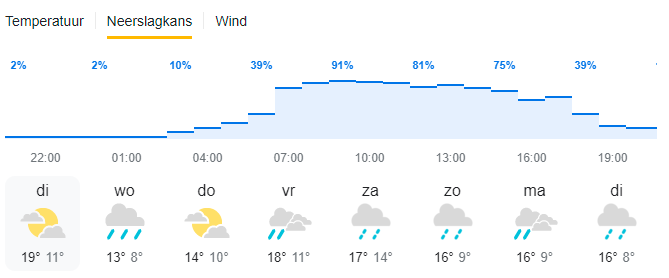 Temperatuur Neerslagkans Wind
2% 2% 10% 39% 91% 81% 75% 39%
22:00 01:00 04:00 07:00 10:00 13:00 16:00 19:00
di wo do vr za zo ma di
19° 11° 13° 8° 14° 10° 18° 11° 17° 14° 16° 9° 16° 9° 16° 8°